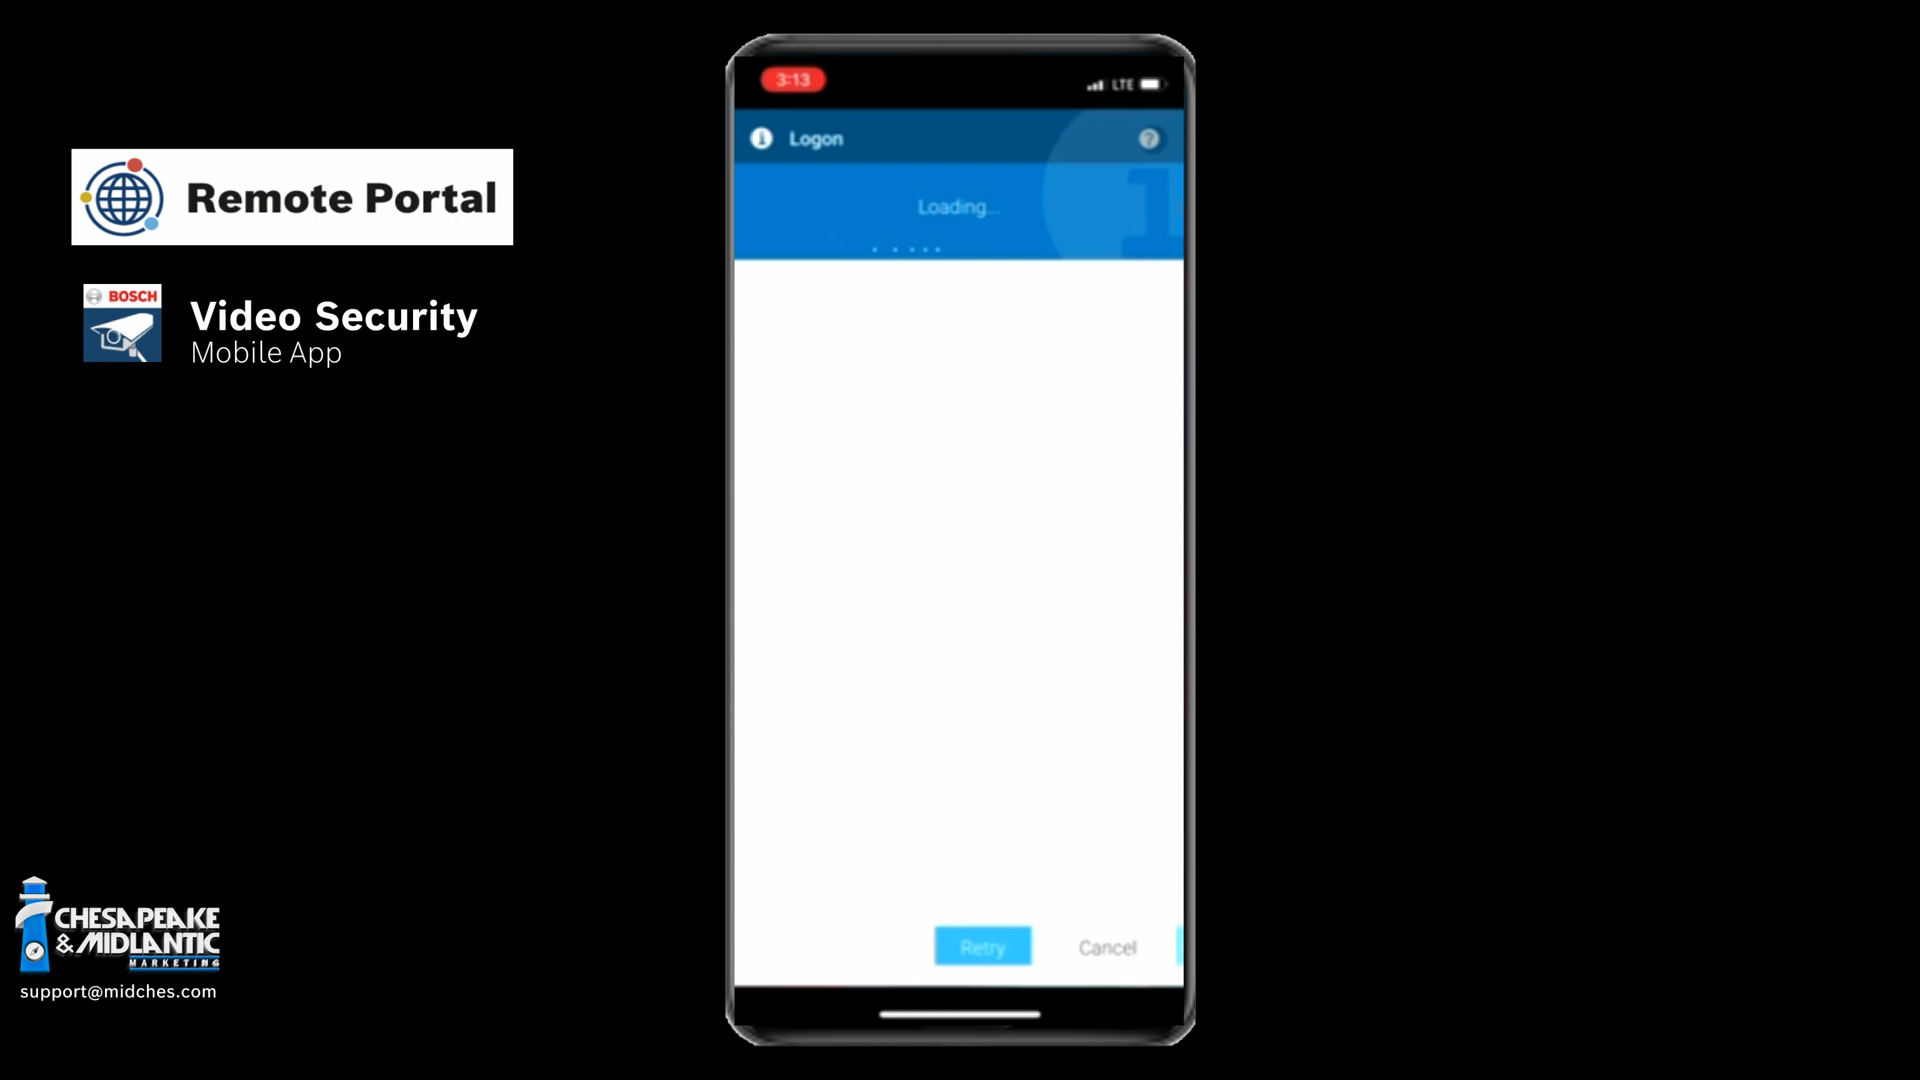 Remote Portal
BOSCH
Video Security
Mobile App
3:13
LTE
Logon
?
Loading...
Retry
Cancel
CHESAPEAKE
& MIDLANTIC
MARKETING
support@midches.com